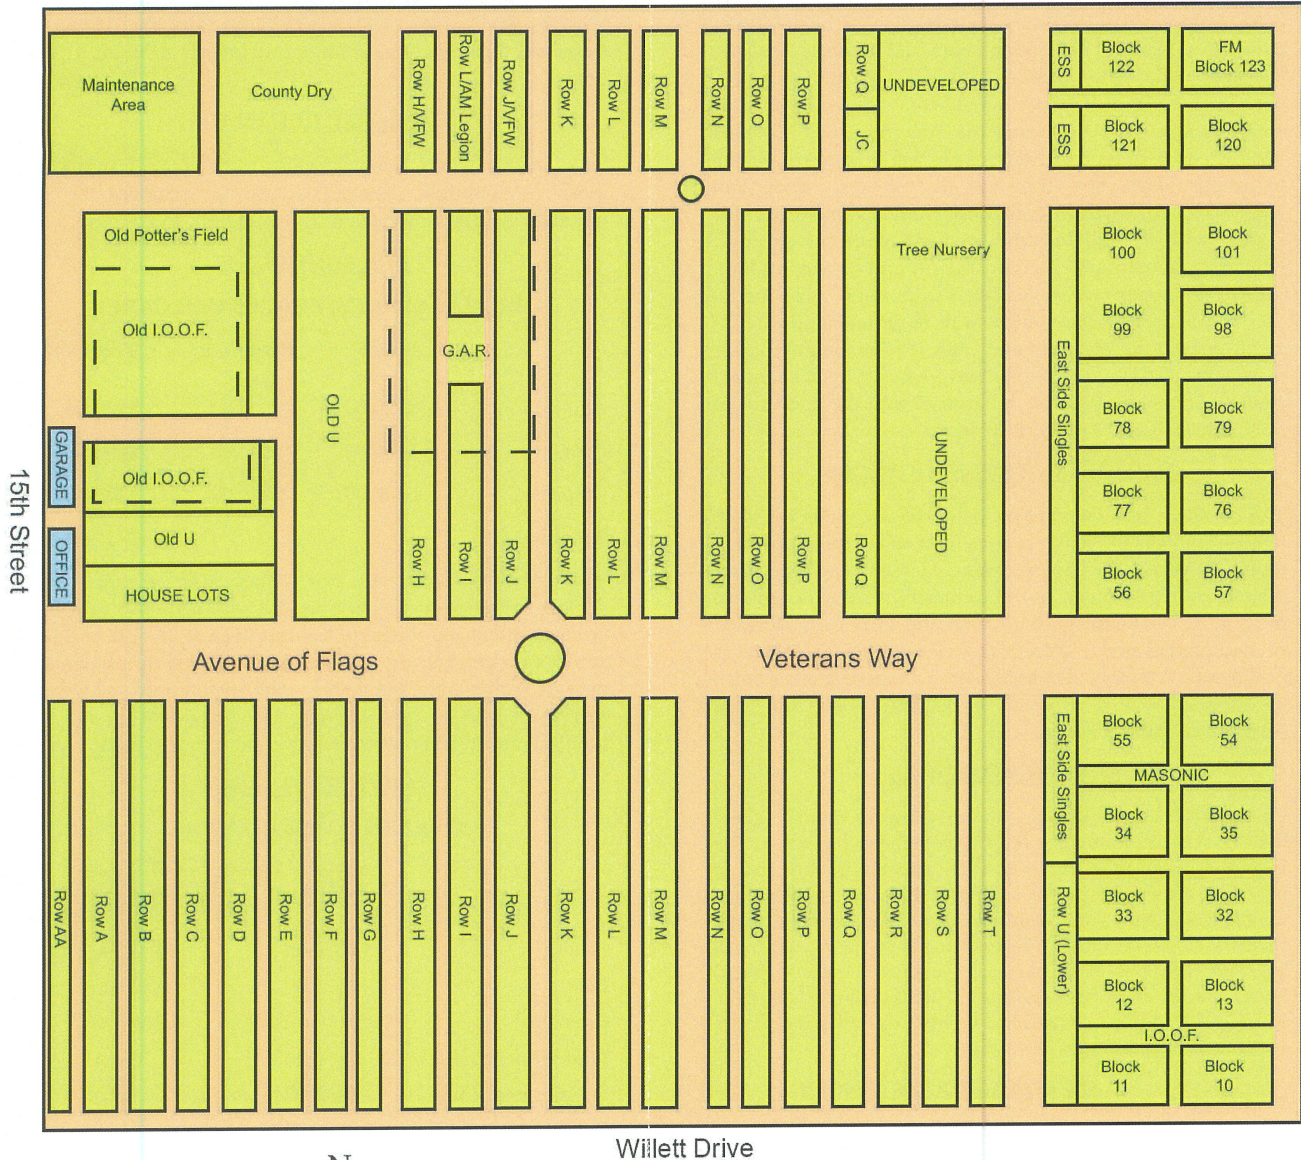 Maintenance
Area
County Dry
Row H/VFW
Row L/AM Legion
Row J/VFW
Row K
Row L
Row M
Row N
Row O
Row P
Row Q
JC
UNDEVELOPED
ESS
Block
122
FM
Block 123
ESS
Block
121
Block
120
Old Potter's Field
Old I.O.O.F.
OLD U
G.A.R.
Tree Nursery
UNDEVELOPED
East Side Singles
Block
100
Block
101
Block
99
Block
98
Block
78
Block
79
Block
77
Block
76
Block
56
Block
57
15th Street
GARAGE
OFFICE
Old I.O.O.F.
Old U
HOUSE LOTS
Row H
Row I
Row J
Row K
Row L
Row M
Row N
Row O
Row P
Row Q
Avenue of Flags
Veterans Way
Row AA
Row A
Row B
Row C
Row D
Row E
Row F
Row G
Row H
Row I
Row J
Row K
Row L
Row M
Row N
Row O
Row P
Row Q
Row R
Row S
Row T
East Side Singles
Row U (Lower)
Block
55
Block
54
MASONIC
Block
34
Block
35
Block
33
Block
32
Block
12
Block
13
I.O.O.F.
Block
11
Block
10
Willett Drive
N